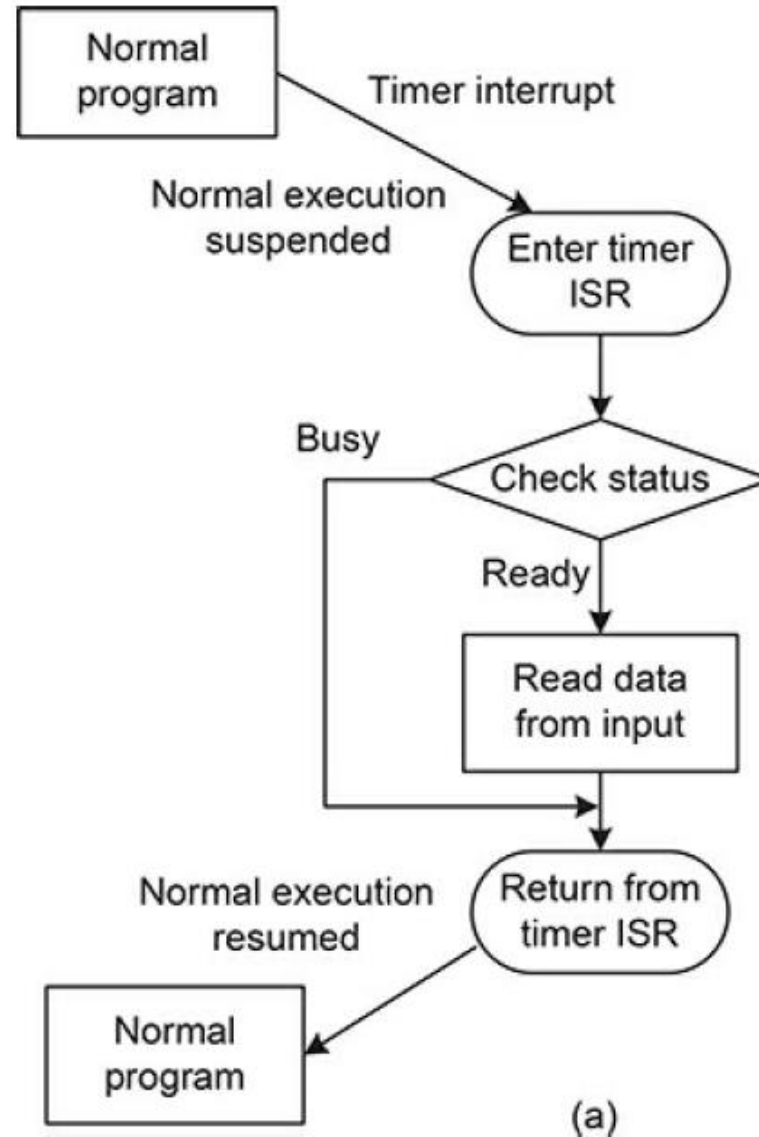 Normal
program
Timer interrupt
Normal execution
suspended
Enter timer
ISR
Busy
Check status
Ready
Read data
from input
Normal execution
resumed
Return from
timer ISR
Normal
program
(a)